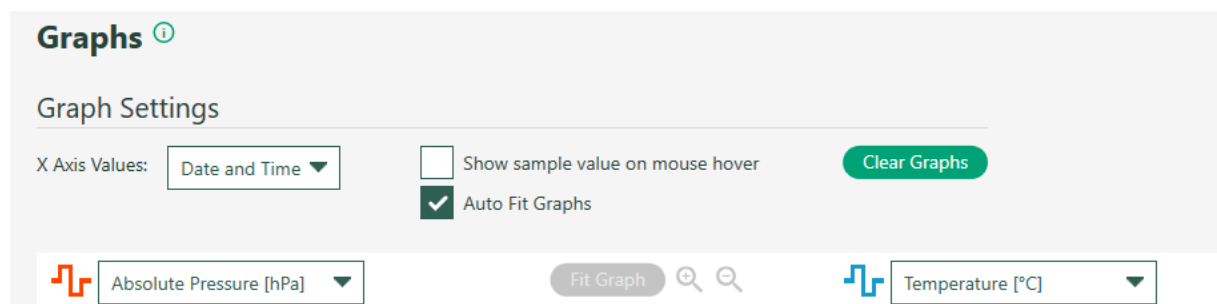 Graphs
Graph Settings
X Axis Values: Date and Time Show sample value on mouse hover Clear Graphs
Auto Fit Graphs
Absolute Pressure [hPa] Fit Graph Temperature [°C]